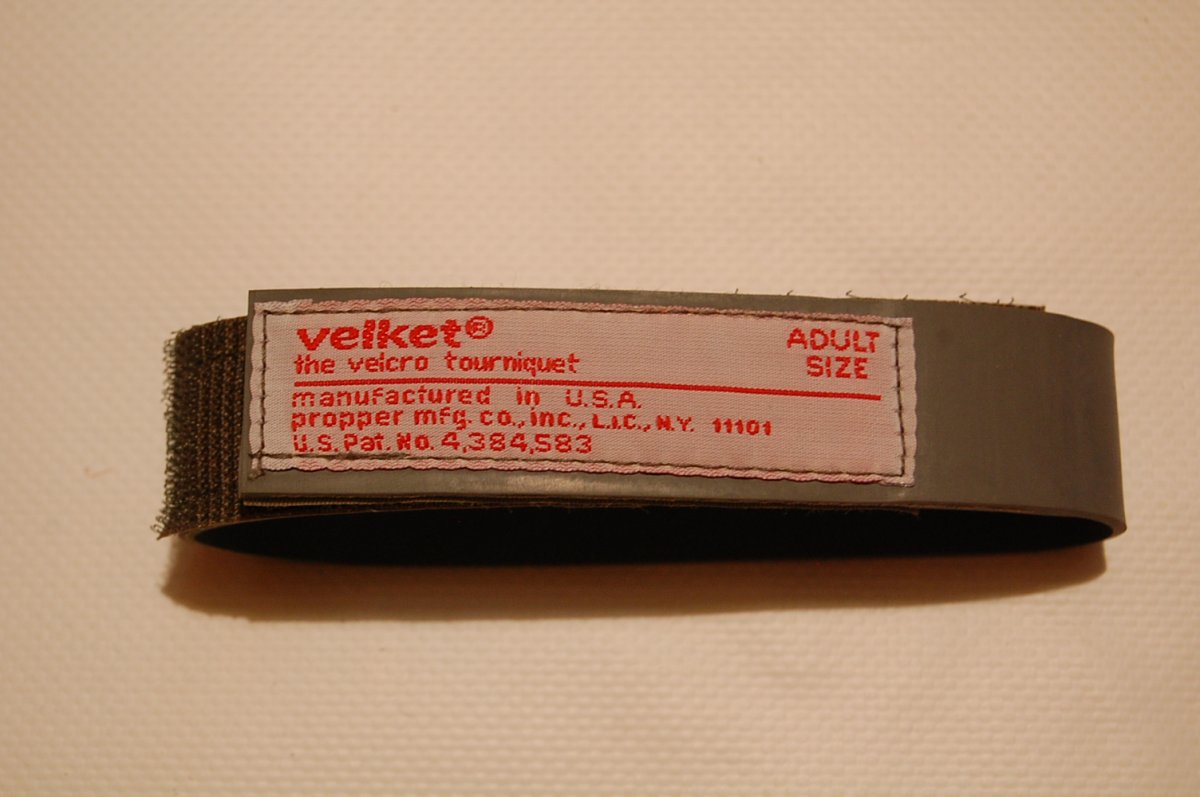 velket®
the velcro tourniquet
ADULT
SIZE
manufactured in U.S.A.
propper mfg. co., inc., L.I.C., N.Y. 11101
U.S. Pat. No. 4,384,583